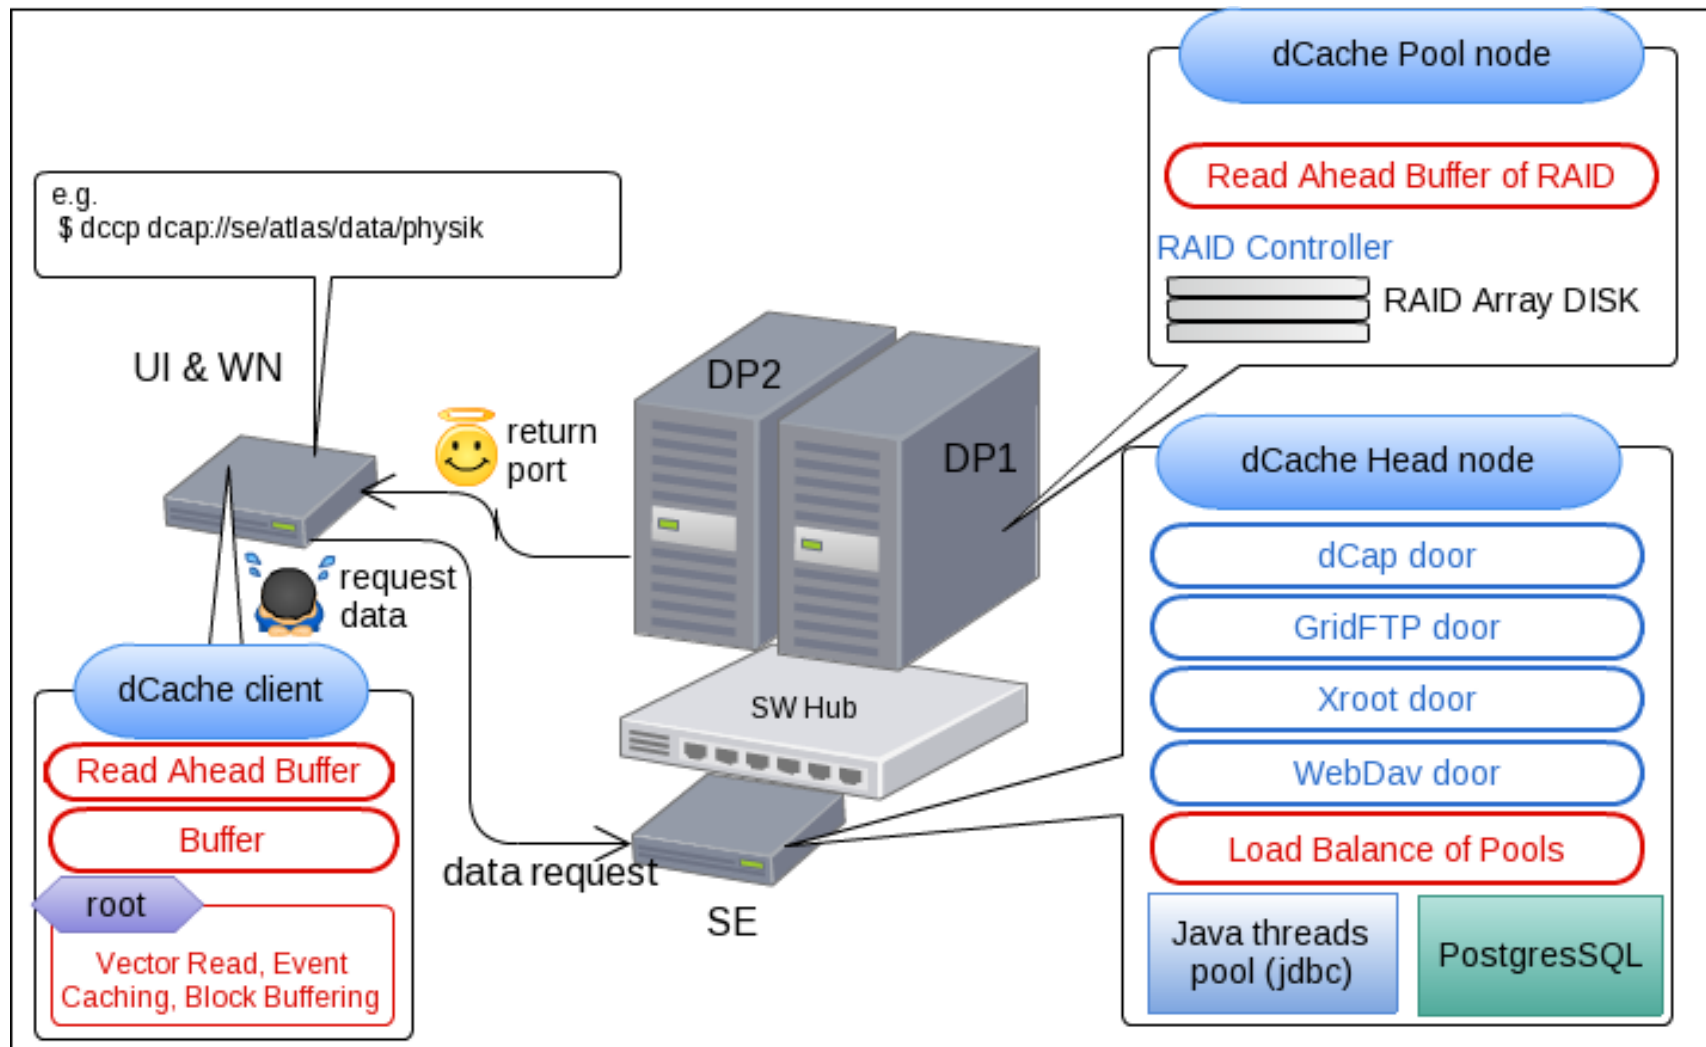 dCache Pool node
Read Ahead Buffer of RAID
RAID Controller
RAID Array DISK
e.g.
$ dccp dcap://se/atlas/data/physik
UI & WN
DP2
DP1
return
port
request
data
dCache client
Read Ahead Buffer
Buffer
root
Vector Read, Event
Caching, Block Buffering
SW Hub
data request
SE
dCache Head node
dCap door
GridFTP door
Xroot door
WebDav door
Load Balance of Pools
Java threads
pool (jdbc)
PostgresSQL